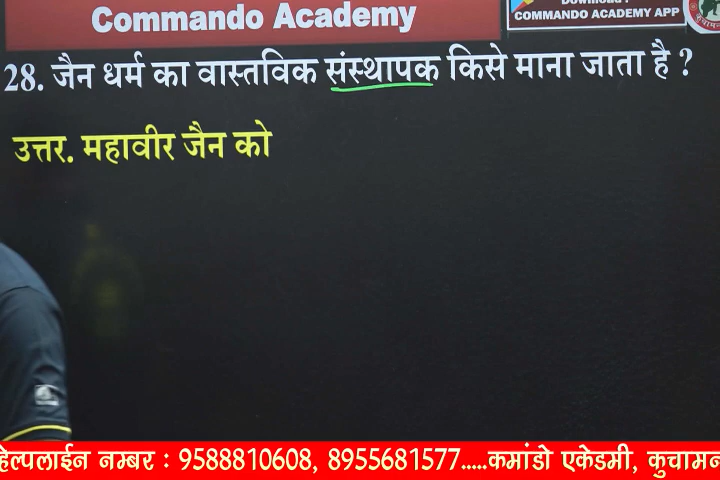 Commando Academy
COMMANDO ACADEMY APP
28. जैन धर्म का वास्तविक संस्थापक किसे माना जाता है ?
उत्तर. महावीर जैन को
हेल्पलाईन नम्बर : 9588810608, 8955681577.....कमांडो एकेडमी, कुचामन